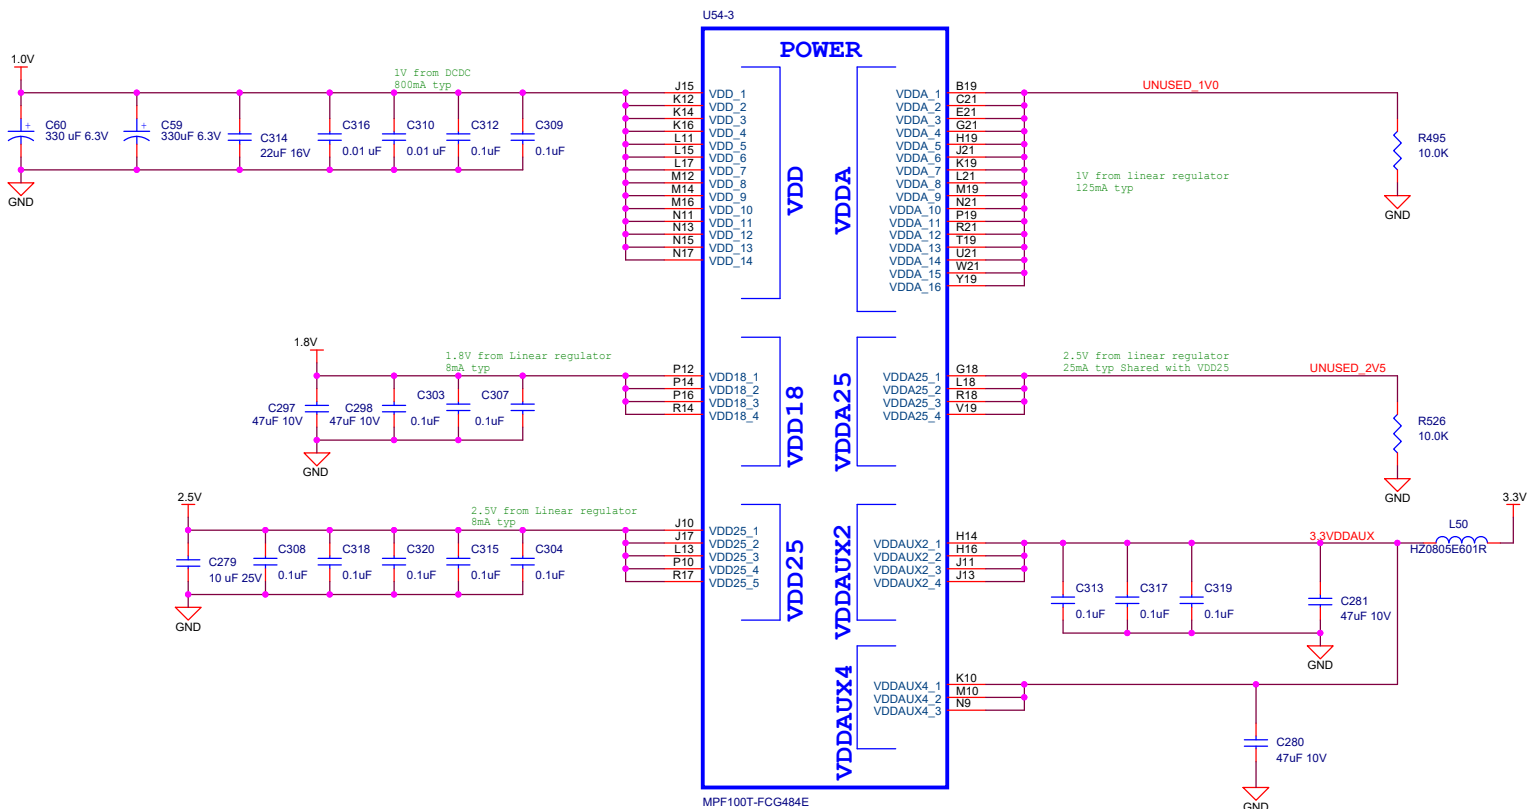 U54-3
POWER
1.0V
1V from DCDC
800mA typ
C60
330 uF 6.3V
C59
330uF 6.3V
C314
22uF 16V
C316
0.01 uF
C310
0.01 uF
C312
0.1uF
C309
0.1uF
GND
J15
K12
K14
K16
L11
L15
L17
M12
M14
M16
N11
N13
N15
N17
VDD_1
VDD_2
VDD_3
VDD_4
VDD_5
VDD_6
VDD_7
VDD_8
VDD_9
VDD_10
VDD_11
VDD_12
VDD_13
VDD_14
VDD
VDDA
VDDA_1
VDDA_2
VDDA_3
VDDA_4
VDDA_5
VDDA_6
VDDA_7
VDDA_8
VDDA_9
VDDA_10
VDDA_11
VDDA_12
VDDA_13
VDDA_14
VDDA_15
VDDA_16
B19
C21
E21
G21
H19
J21
K19
L21
M19
N21
P19
R21
T19
U21
W21
Y19
UNUSED_1V0
1V from linear regulator
125mA typ
R495
10.0K
GND
1.8V
1.8V from Linear regulator
8mA typ
C297
47uF 10V
C298
47uF 10V
C303
0.1uF
C307
0.1uF
GND
P12
P14
P16
R14
VDD18_1
VDD18_2
VDD18_3
VDD18_4
VDD18
VDDA25
VDDA25_1
VDDA25_2
VDDA25_3
VDDA25_4
G18
L18
R18
V19
2.5V from linear regulator
25mA typ Shared with VDD25
UNUSED_2V5
R526
10.0K
GND
2.5V
2.5V from Linear regulator
8mA typ
C279
10 uF 25V
C308
0.1uF
C318
0.1uF
C320
0.1uF
C315
0.1uF
C304
0.1uF
GND
J10
J17
L13
P10
R17
VDD25_1
VDD25_2
VDD25_3
VDD25_4
VDD25_5
VDD25
VDDAUX2
VDDAUX2_1
VDDAUX2_2
VDDAUX2_3
VDDAUX2_4
H14
H16
J11
J13
3.3VDDAUX
L50
HZ0805E601R
3.3V
C313
0.1uF
C317
0.1uF
C319
0.1uF
C281
47uF 10V
GND
VDDAUX4
VDDAUX4_1
VDDAUX4_2
VDDAUX4_3
K10
M10
N9
C280
47uF 10V
GND
MPF100T-FCG484E